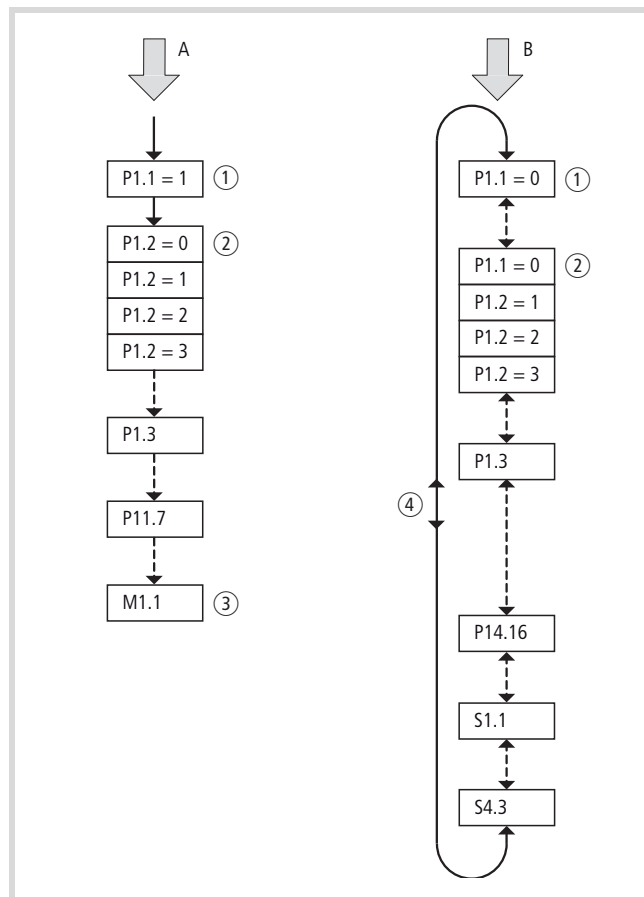 A
P1.1 = 1 ①
P1.2 = 0 ②
P1.2 = 1
P1.2 = 2
P1.2 = 3
P1.3
P11.7
M1.1 ③
B
P1.1 = 0 ①
P1.1 = 0 ②
P1.2 = 1
P1.2 = 2
P1.2 = 3
P1.3
④
P14.16
S1.1
S4.3